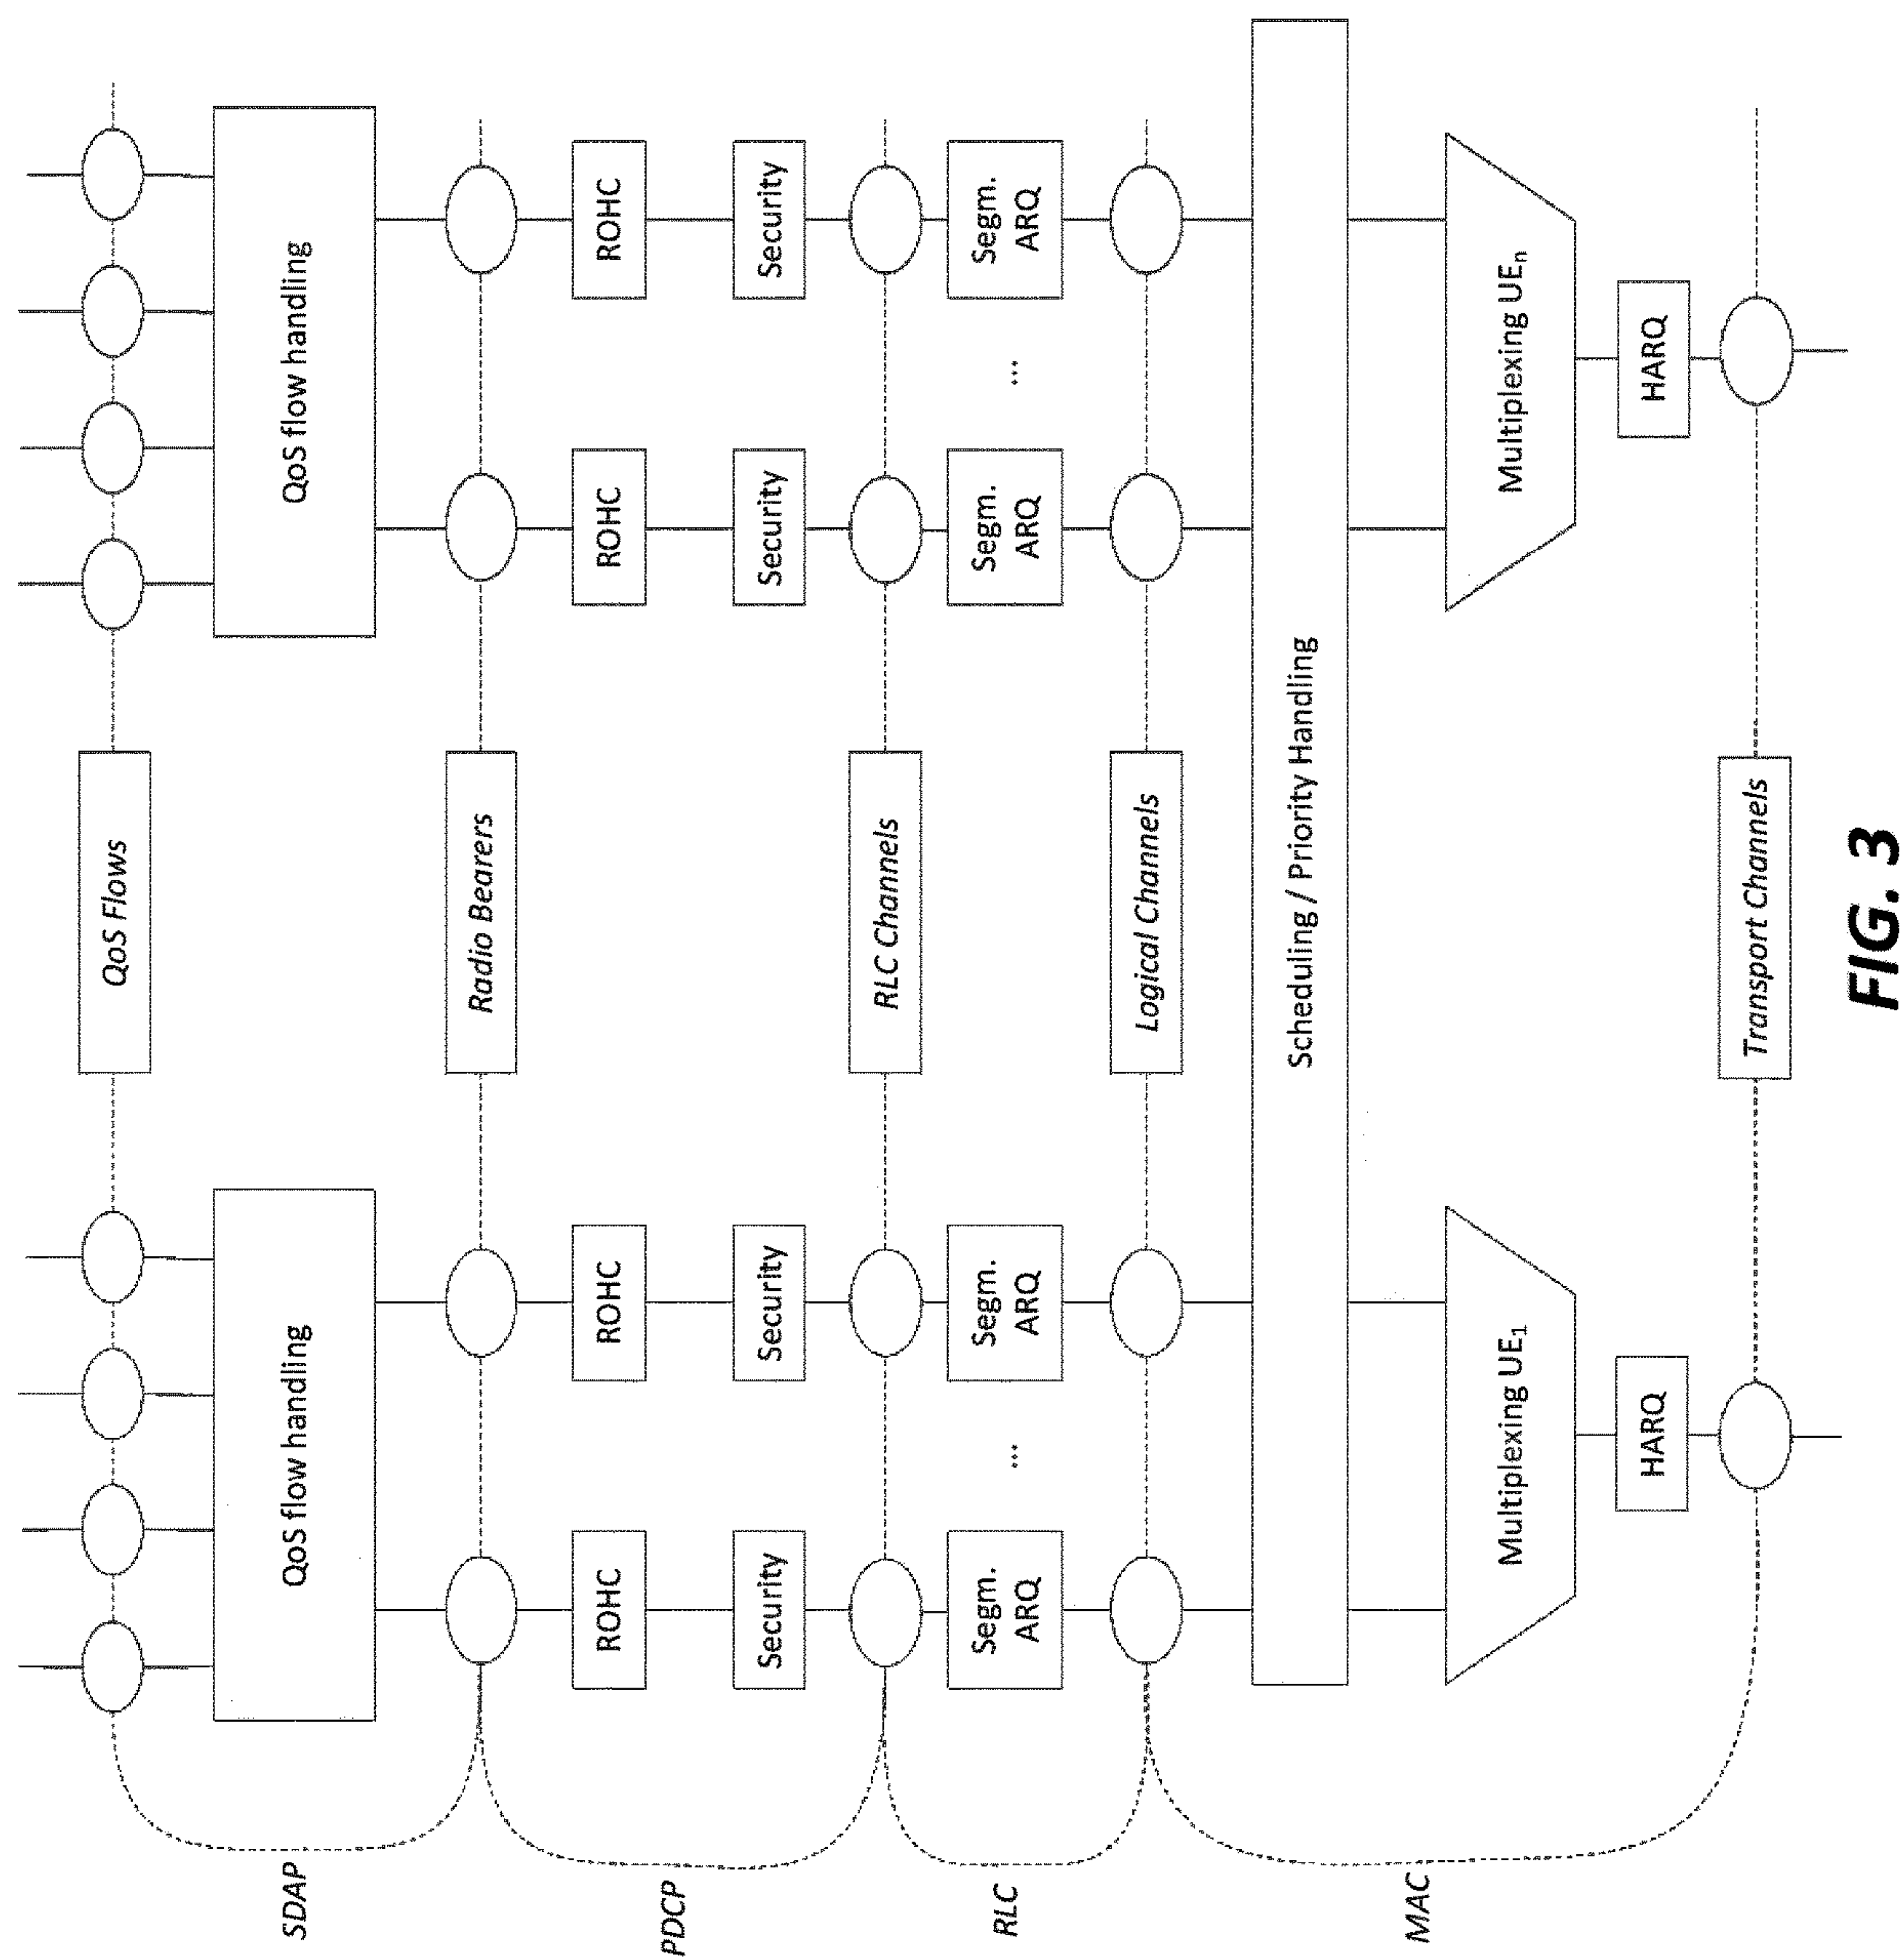 QoS Flows
SDAP
QoS flow handling
QoS flow handling
Radio Bearers
ROHC
ROHC
ROHC
ROHC
PDCP
Security
Security
Security
Security
RLC Channels
RLC
Segm.
ARQ
...
Segm.
ARQ
Segm.
ARQ
...
Segm.
ARQ
Logical Channels
Scheduling / Priority Handling
MAC
Multiplexing UE1
Multiplexing UEn
HARQ
HARQ
Transport Channels
FIG. 3